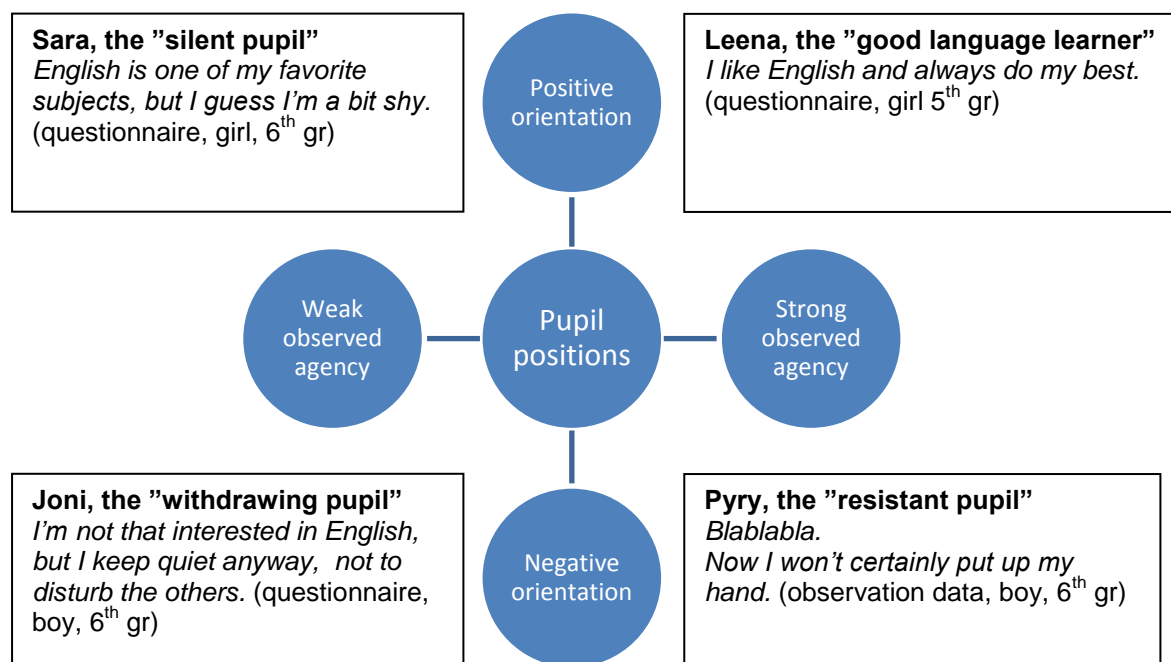 Sara, the ”silent pupil”
English is one of my favorite
subjects, but I guess I’m a bit shy.
(questionnaire, girl, 6th gr)
Positive
orientation
Leena, the ”good language learner”
I like English and always do my best.
(questionnaire, girl 5th gr)
Weak
observed
agency
Pupil
positions
Strong
observed
agency
Joni, the ”withdrawing pupil”
I’m not that interested in English,
but I keep quiet anyway,  not to
disturb the others. (questionnaire,
boy, 6th gr)
Negative
orientation
Pyry, the ”resistant pupil”
Blablabla.
Now I won’t certainly put up my
hand. (observation data, boy, 6th gr)